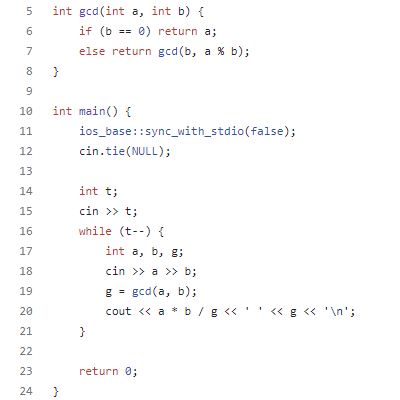 5 int gcd(int a, int b) {
6 if (b == 0) return a;
7 else return gcd(b, a % b);
8 }
9
10 int main() {
11 ios_base::sync_with_stdio(false);
12 cin.tie(NULL);
13
14 int t;
15 cin >> t;
16 while (t--) {
17 int a, b, g;
18 cin >> a >> b;
19 g = gcd(a, b);
20 cout << a * b / g << ' ' << g << '\n';
21 }
22
23 return 0;
24 }